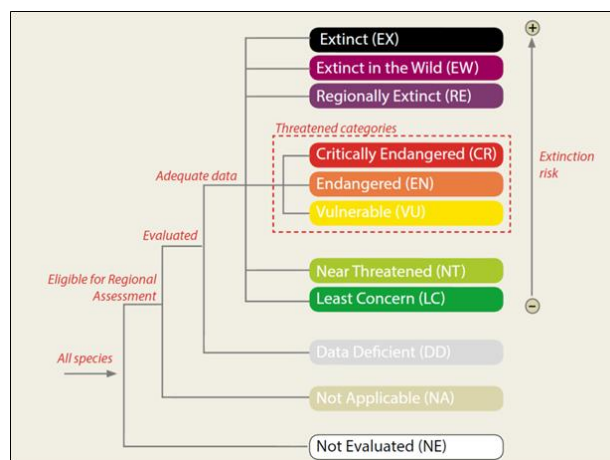 Extinct (EX)
Extinct in the Wild (EW)
Regionally Extinct (RE)
Threatened categories
Critically Endangered (CR)
Adequate data
Endangered (EN)
Extinction
risk
Vulnerable (VU)
Evaluated
Near Threatened (NT)
Eligible for Regional
Assessment
Least Concern (LC)
All species
Data Deficient (DD)
Not Applicable (NA)
Not Evaluated (NE)
+
−